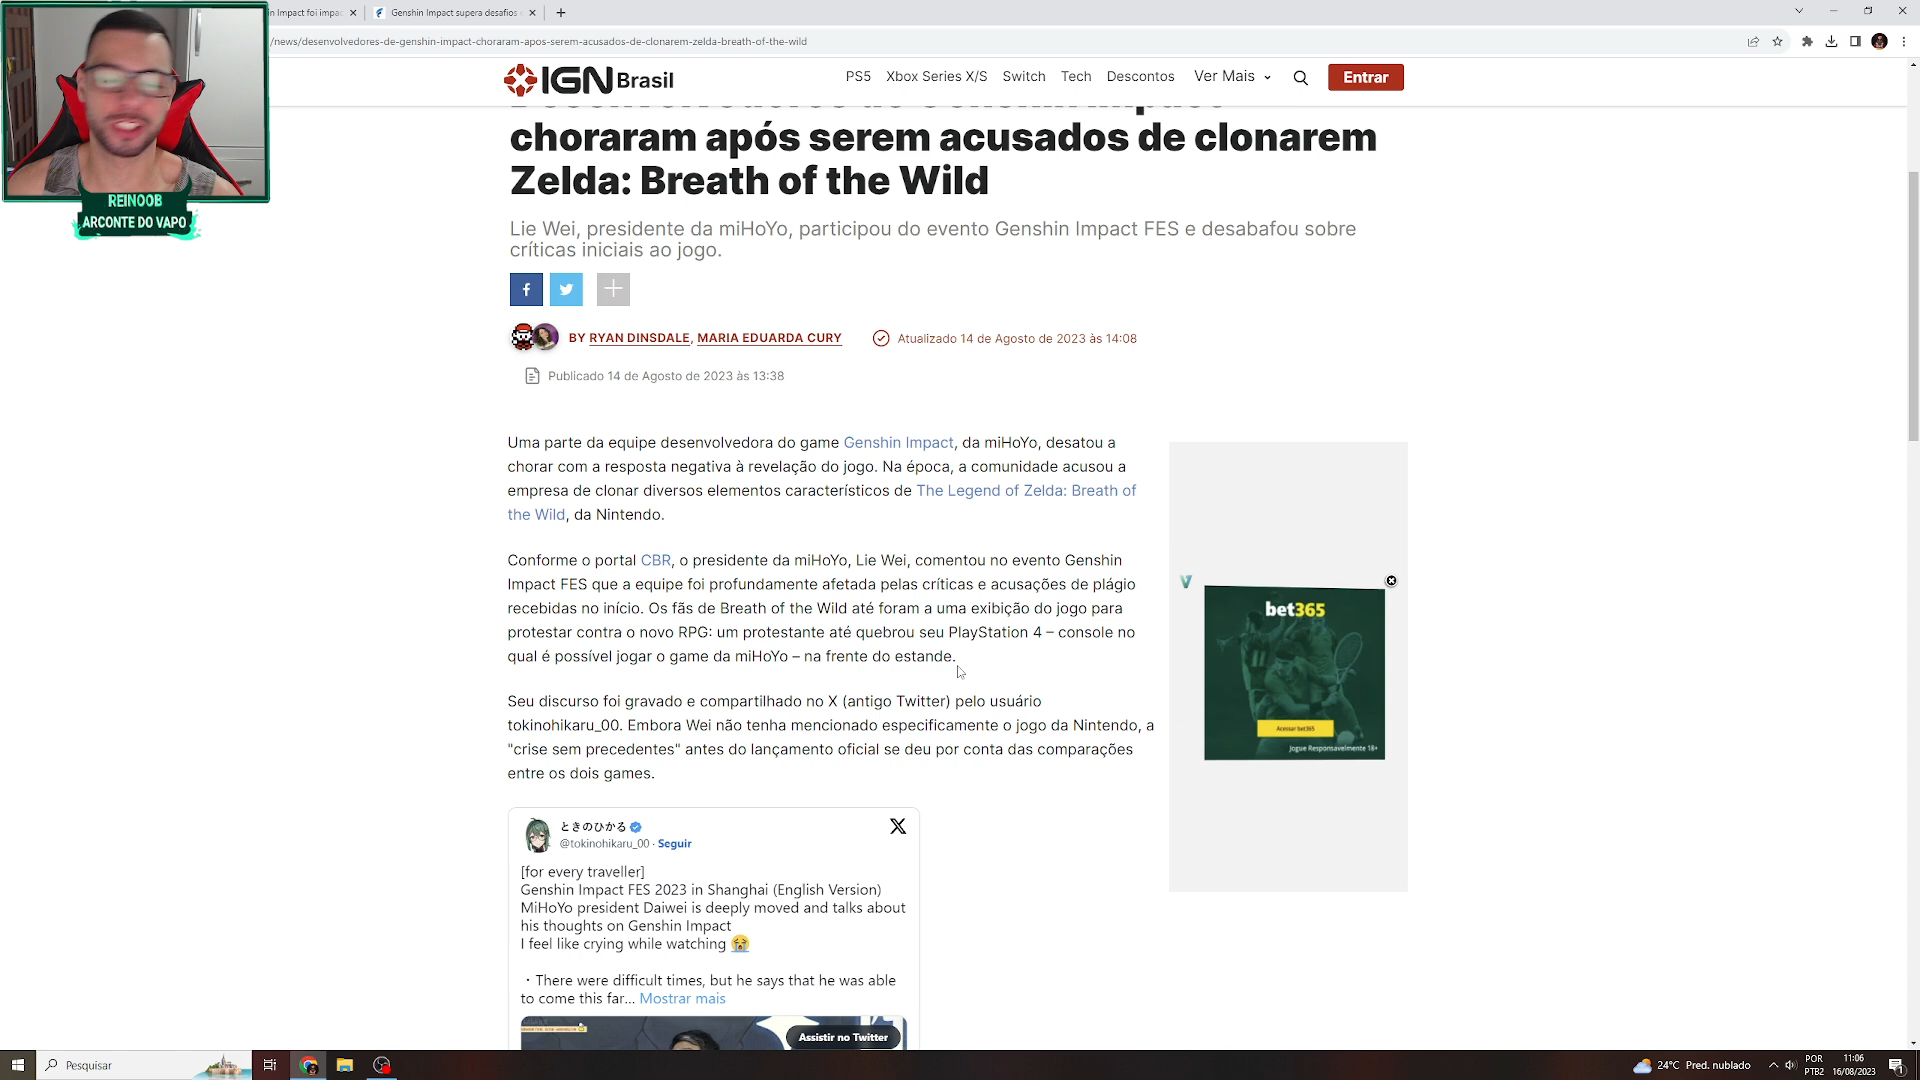 in Impact foi impac
Genshin Impact supera desafios
/news/desenvolvedores-de-genshin-impact-choraram-apos-serem-acusados-de-clonarem-zelda-breath-of-the-wild
IGN Brasil
PS5 Xbox Series X/S Switch Tech Descontos Ver Mais Entrar
Desenvolvedores de Genshin Impact
choraram após serem acusados de clonarem
Zelda: Breath of the Wild
Lie Wei, presidente da miHoYo, participou do evento Genshin Impact FES e desabafou sobre
críticas iniciais ao jogo.
BY RYAN DINSDALE, MARIA EDUARDA CURY Atualizado 14 de Agosto de 2023 às 14:08
Publicado 14 de Agosto de 2023 às 13:38
REINOOB
ARCONTE DO VAPO
Uma parte da equipe desenvolvedora do game Genshin Impact, da miHoYo, desatou a
chorar com a resposta negativa à revelação do jogo. Na época, a comunidade acusou a
empresa de clonar diversos elementos característicos de The Legend of Zelda: Breath of
the Wild, da Nintendo.
Conforme o portal CBR, o presidente da miHoYo, Lie Wei, comentou no evento Genshin
Impact FES que a equipe foi profundamente afetada pelas críticas e acusações de plágio
recebidas no início. Os fãs de Breath of the Wild até foram a uma exibição do jogo para
protestar contra o novo RPG: um protestante até quebrou seu PlayStation 4 – console no
qual é possível jogar o game da miHoYo – na frente do estande.
Seu discurso foi gravado e compartilhado no X (antigo Twitter) pelo usuário
tokinohikaru_00. Embora Wei não tenha mencionado especificamente o jogo da Nintendo, a
"crise sem precedentes" antes do lançamento oficial se deu por conta das comparações
entre os dois games.
bet365
Acessar bet365
Jogue Responsavelmente 18+
ときのひかる
@tokinohikaru_00 · Seguir
[for every traveller]
Genshin Impact FES 2023 in Shanghai (English Version)
MiHoYo president Daiwei is deeply moved and talks about
his thoughts on Genshin Impact
I feel like crying while watching 😭
・There were difficult times, but he says that he was able
to come this far... Mostrar mais
Assistir no Twitter
Pesquisar
24°C Pred. nublado
POR
PTB2
11:06
16/08/2023
1